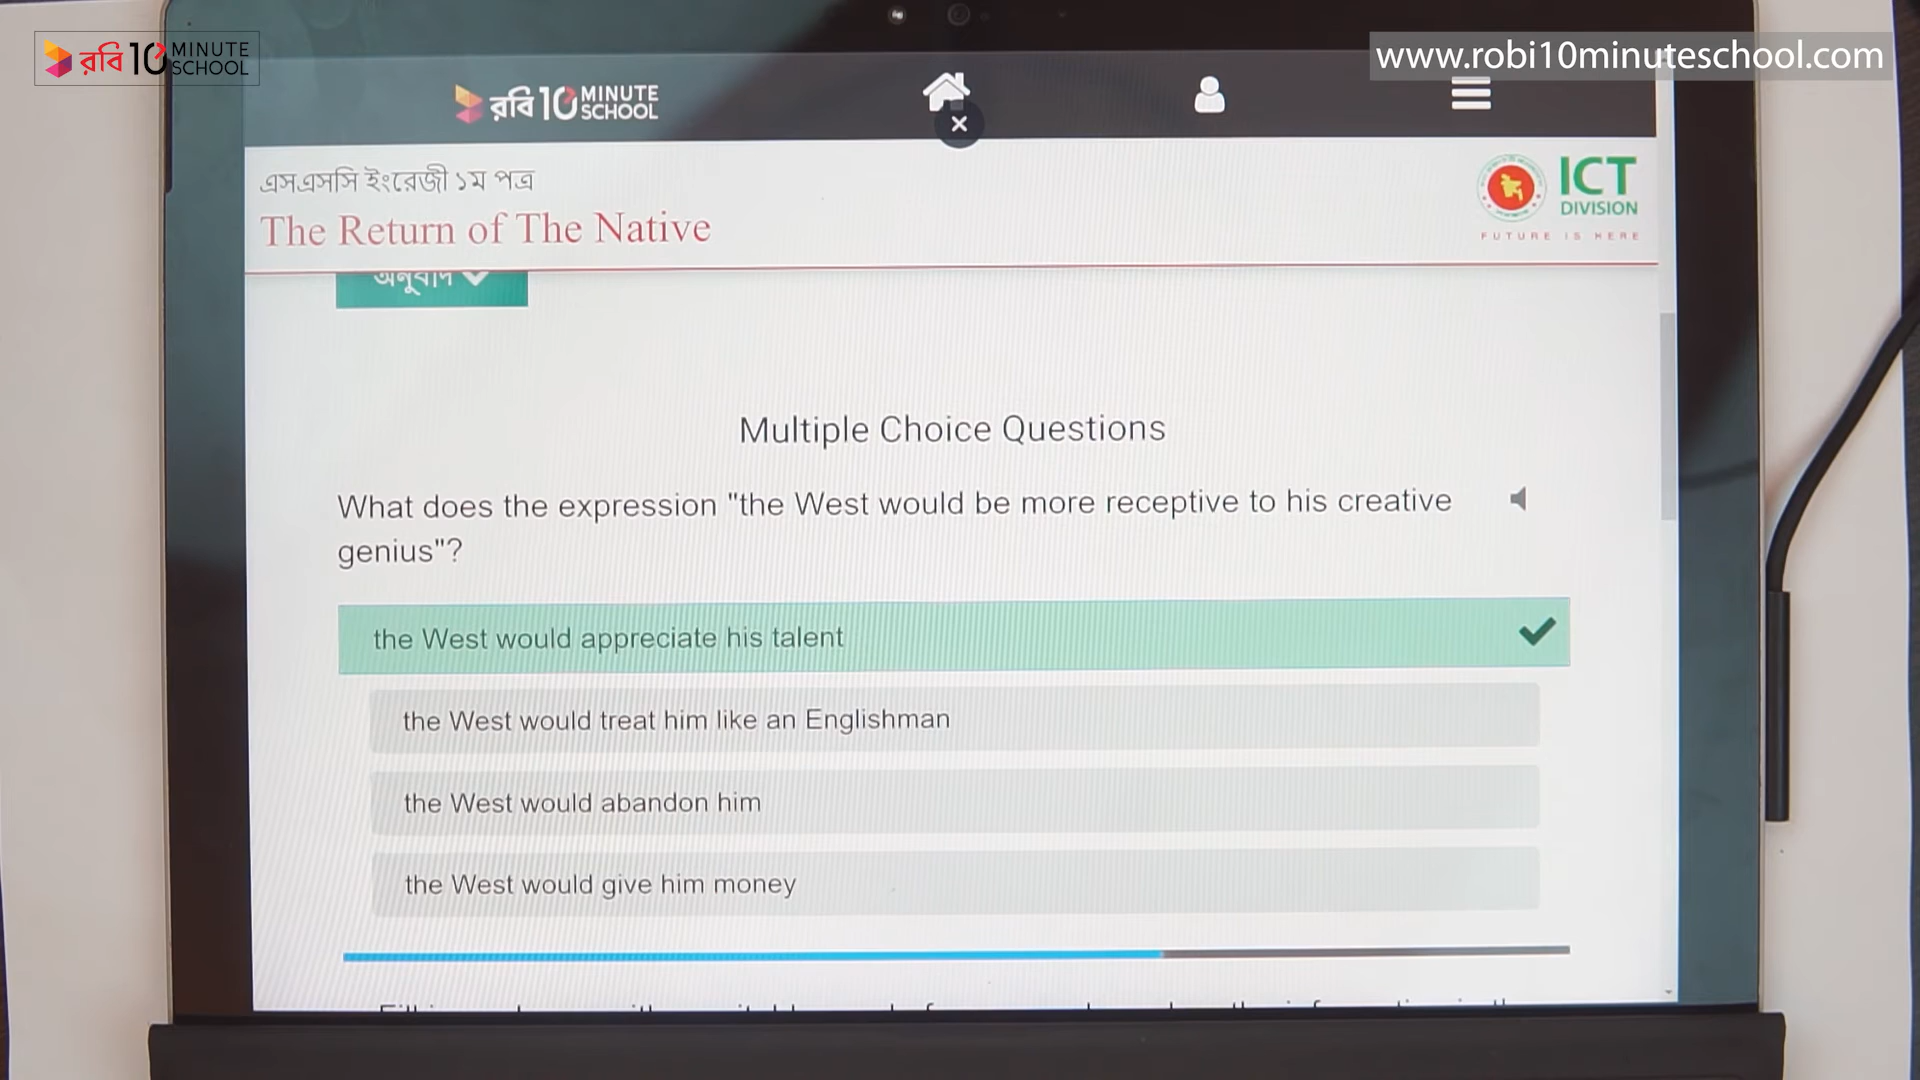 রবি 10 MINUTE SCHOOL
www.robi10minuteschool.com
রবি 10 MINUTE SCHOOL
এসএসসি ইংরেজী ১ম পত্র
The Return of The Native
ICT
DIVISION
FUTURE IS HERE
অনুবাদ
Multiple Choice Questions
What does the expression "the West would be more receptive to his creative
genius"?
the West would appreciate his talent
the West would treat him like an Englishman
the West would abandon him
the West would give him money